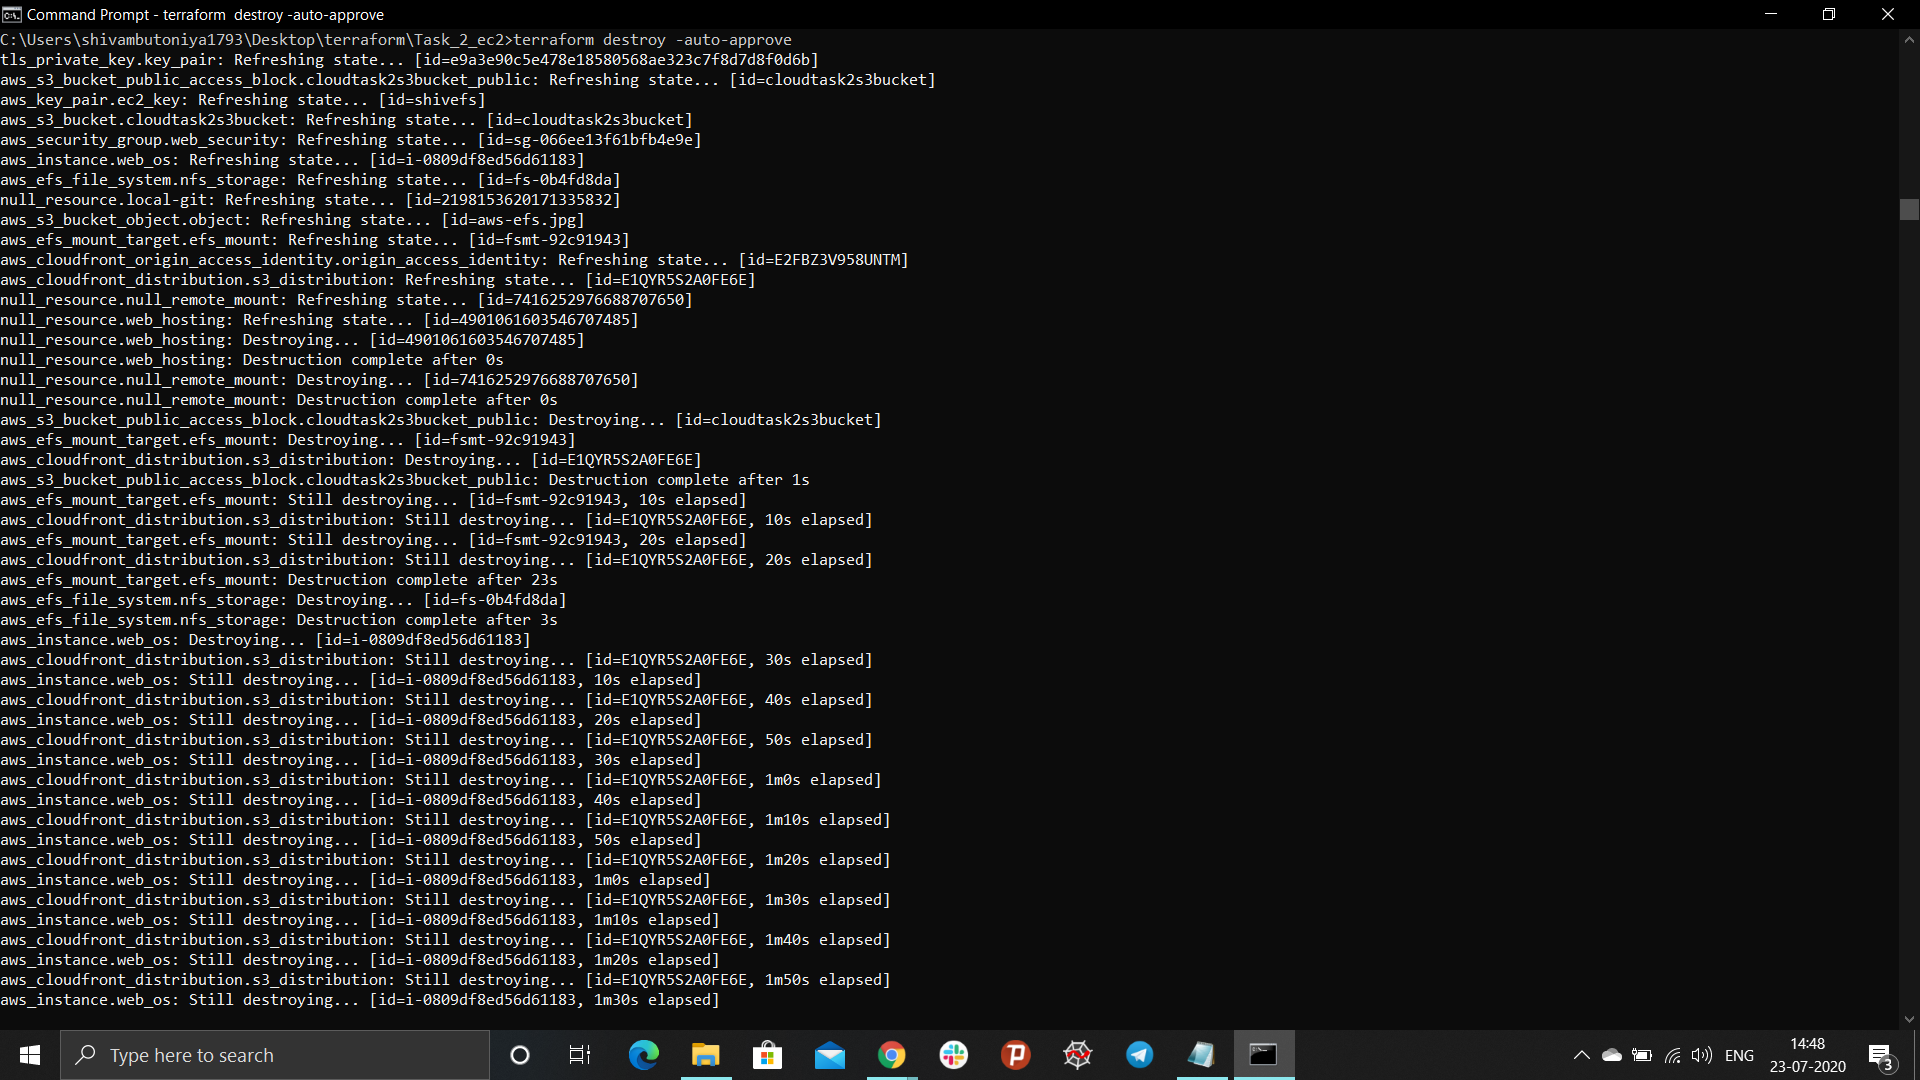 Command Prompt - terraform  destroy -auto-approve
C:\Users\shivambutoniya1793\Desktop\terraform\Task_2_ec2>terraform destroy -auto-approve
tls_private_key.key_pair: Refreshing state... [id=e9a3e90c5e478e18580568ae323c7f8d7d8f0d6b]
aws_s3_bucket_public_access_block.cloudtask2s3bucket_public: Refreshing state... [id=cloudtask2s3bucket]
aws_key_pair.ec2_key: Refreshing state... [id=shivefs]
aws_s3_bucket.cloudtask2s3bucket: Refreshing state... [id=cloudtask2s3bucket]
aws_security_group.web_security: Refreshing state... [id=sg-066ee13f61bfb4e9e]
aws_instance.web_os: Refreshing state... [id=i-0809df8ed56d61183]
aws_efs_file_system.nfs_storage: Refreshing state... [id=fs-0b4fd8da]
null_resource.local-git: Refreshing state... [id=2198153620171335832]
aws_s3_bucket_object.object: Refreshing state... [id=aws-efs.jpg]
aws_efs_mount_target.efs_mount: Refreshing state... [id=fsmt-92c91943]
aws_cloudfront_origin_access_identity.origin_access_identity: Refreshing state... [id=E2FBZ3V958UNTM]
aws_cloudfront_distribution.s3_distribution: Refreshing state... [id=E1QYR5S2A0FE6E]
null_resource.null_remote_mount: Refreshing state... [id=7416252976688707650]
null_resource.web_hosting: Refreshing state... [id=4901061603546707485]
null_resource.web_hosting: Destroying... [id=4901061603546707485]
null_resource.web_hosting: Destruction complete after 0s
null_resource.null_remote_mount: Destroying... [id=7416252976688707650]
null_resource.null_remote_mount: Destruction complete after 0s
aws_s3_bucket_public_access_block.cloudtask2s3bucket_public: Destroying... [id=cloudtask2s3bucket]
aws_efs_mount_target.efs_mount: Destroying... [id=fsmt-92c91943]
aws_cloudfront_distribution.s3_distribution: Destroying... [id=E1QYR5S2A0FE6E]
aws_s3_bucket_public_access_block.cloudtask2s3bucket_public: Destruction complete after 1s
aws_efs_mount_target.efs_mount: Still destroying... [id=fsmt-92c91943, 10s elapsed]
aws_cloudfront_distribution.s3_distribution: Still destroying... [id=E1QYR5S2A0FE6E, 10s elapsed]
aws_efs_mount_target.efs_mount: Still destroying... [id=fsmt-92c91943, 20s elapsed]
aws_cloudfront_distribution.s3_distribution: Still destroying... [id=E1QYR5S2A0FE6E, 20s elapsed]
aws_efs_mount_target.efs_mount: Destruction complete after 23s
aws_efs_file_system.nfs_storage: Destroying... [id=fs-0b4fd8da]
aws_efs_file_system.nfs_storage: Destruction complete after 3s
aws_instance.web_os: Destroying... [id=i-0809df8ed56d61183]
aws_cloudfront_distribution.s3_distribution: Still destroying... [id=E1QYR5S2A0FE6E, 30s elapsed]
aws_instance.web_os: Still destroying... [id=i-0809df8ed56d61183, 10s elapsed]
aws_cloudfront_distribution.s3_distribution: Still destroying... [id=E1QYR5S2A0FE6E, 40s elapsed]
aws_instance.web_os: Still destroying... [id=i-0809df8ed56d61183, 20s elapsed]
aws_cloudfront_distribution.s3_distribution: Still destroying... [id=E1QYR5S2A0FE6E, 50s elapsed]
aws_instance.web_os: Still destroying... [id=i-0809df8ed56d61183, 30s elapsed]
aws_cloudfront_distribution.s3_distribution: Still destroying... [id=E1QYR5S2A0FE6E, 1m0s elapsed]
aws_instance.web_os: Still destroying... [id=i-0809df8ed56d61183, 40s elapsed]
aws_cloudfront_distribution.s3_distribution: Still destroying... [id=E1QYR5S2A0FE6E, 1m10s elapsed]
aws_instance.web_os: Still destroying... [id=i-0809df8ed56d61183, 50s elapsed]
aws_cloudfront_distribution.s3_distribution: Still destroying... [id=E1QYR5S2A0FE6E, 1m20s elapsed]
aws_instance.web_os: Still destroying... [id=i-0809df8ed56d61183, 1m0s elapsed]
aws_cloudfront_distribution.s3_distribution: Still destroying... [id=E1QYR5S2A0FE6E, 1m30s elapsed]
aws_instance.web_os: Still destroying... [id=i-0809df8ed56d61183, 1m10s elapsed]
aws_cloudfront_distribution.s3_distribution: Still destroying... [id=E1QYR5S2A0FE6E, 1m40s elapsed]
aws_instance.web_os: Still destroying... [id=i-0809df8ed56d61183, 1m20s elapsed]
aws_cloudfront_distribution.s3_distribution: Still destroying... [id=E1QYR5S2A0FE6E, 1m50s elapsed]
aws_instance.web_os: Still destroying... [id=i-0809df8ed56d61183, 1m30s elapsed]
Type here to search
ENG
14:48
23-07-2020
3